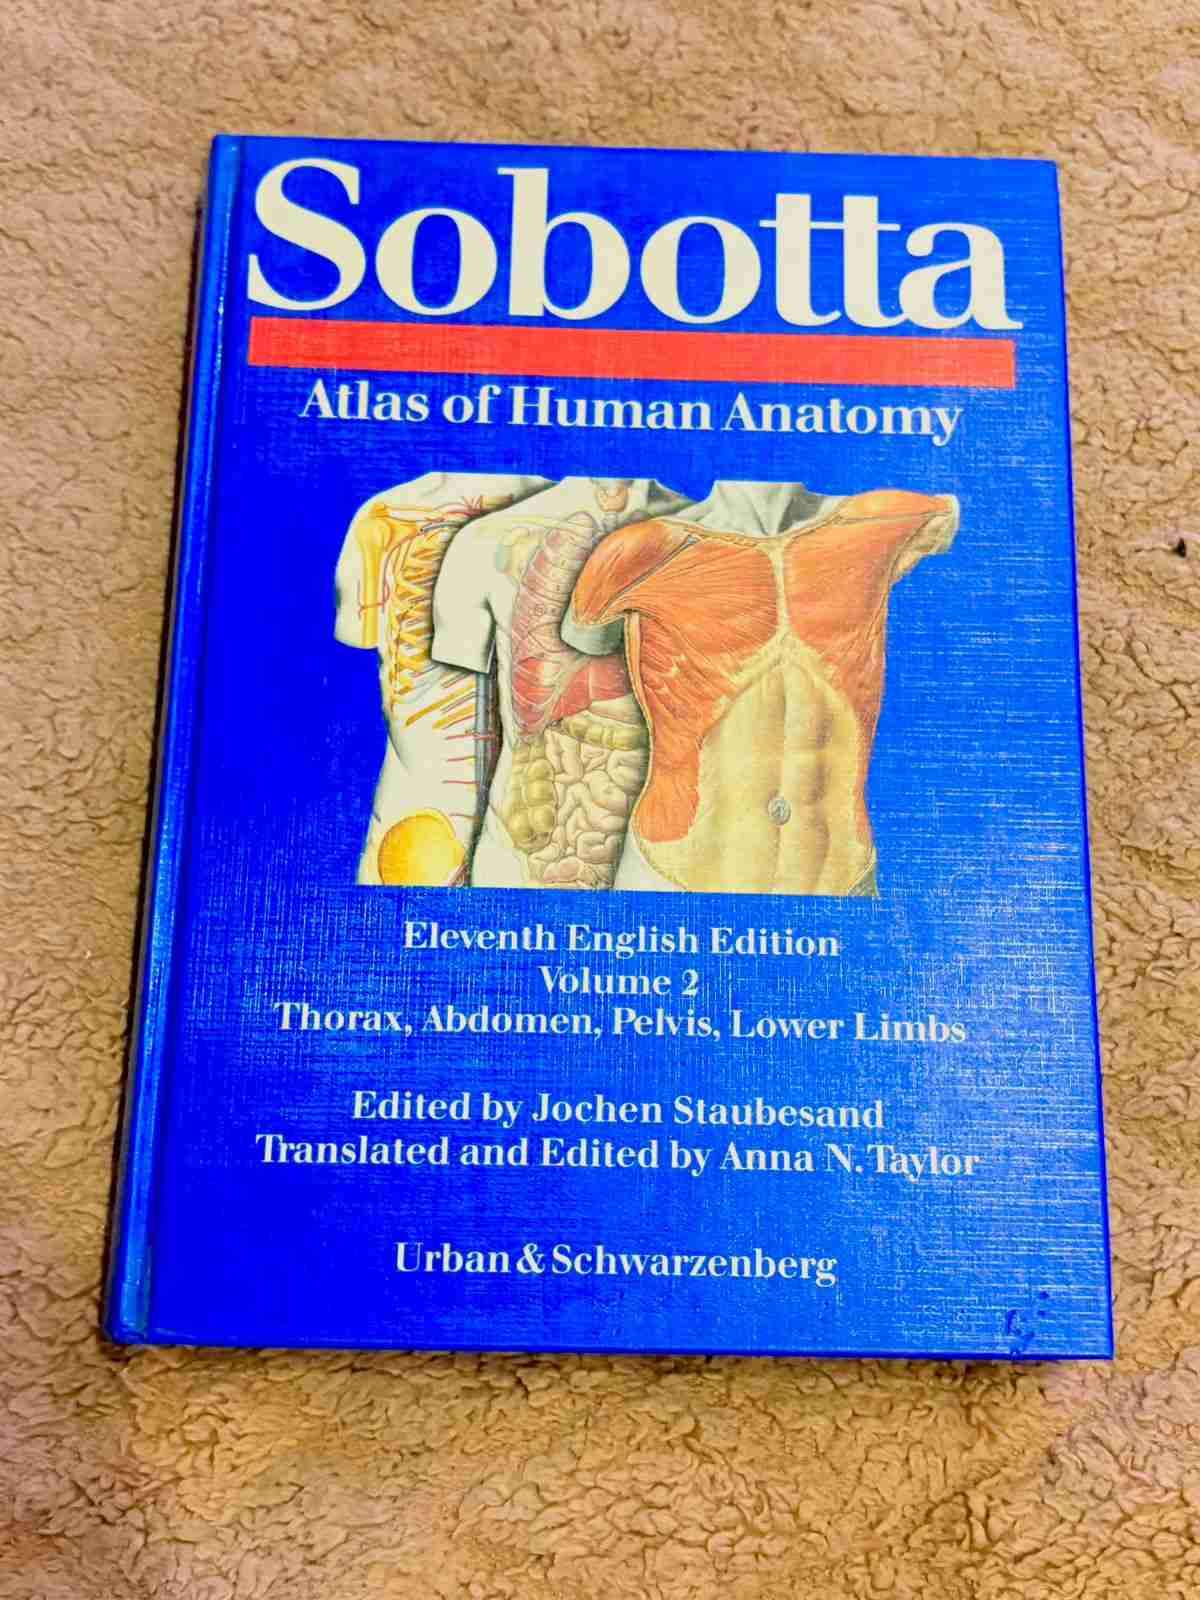 Sobotta
Atlas of Human Anatomy
Eleventh English Edition
Volume 2
Thorax, Abdomen, Pelvis, Lower Limbs
Edited by Jochen Staubesand
Translated and Edited by Anna N. Taylor
Urban & Schwarzenberg